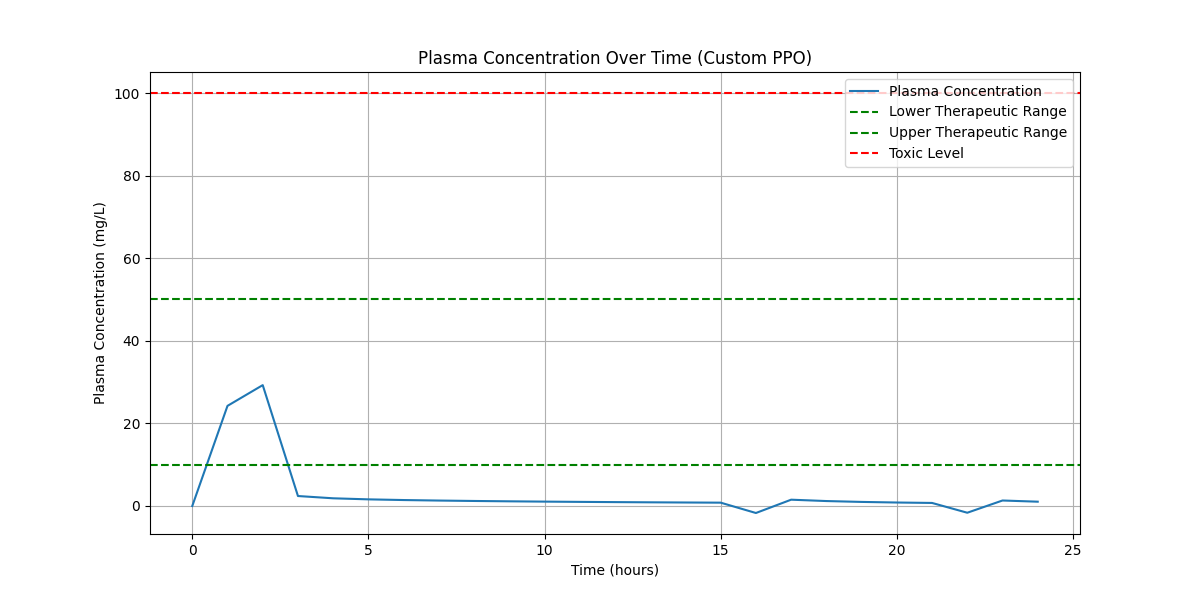 Plasma Concentration Over Time (Custom PPO)
Plasma Concentration
Lower Therapeutic Range
Upper Therapeutic Range
Toxic Level
Plasma Concentration (mg/L)
100
80
60
40
20
0
0 5 10 15 20 25
Time (hours)